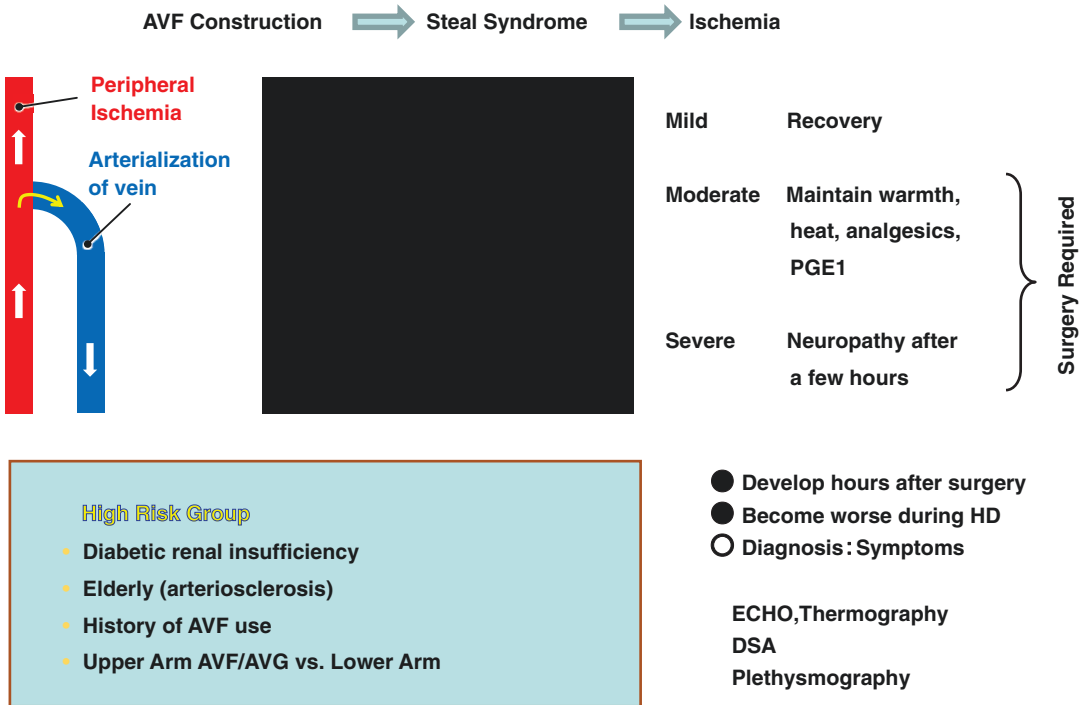 AVF Construction Steal Syndrome Ischemia
Peripheral
Ischemia
Arterialization
of vein
Mild Recovery
Moderate Maintain warmth,
heat, analgesics,
PGE1
Severe Neuropathy after
a few hours
Surgery Required
High Risk Group
• Diabetic renal insufficiency
• Elderly (arteriosclerosis)
• History of AVF use
• Upper Arm AVF/AVG vs. Lower Arm
● Develop hours after surgery
● Become worse during HD
○ Diagnosis: Symptoms
ECHO,Thermography
DSA
Plethysmography